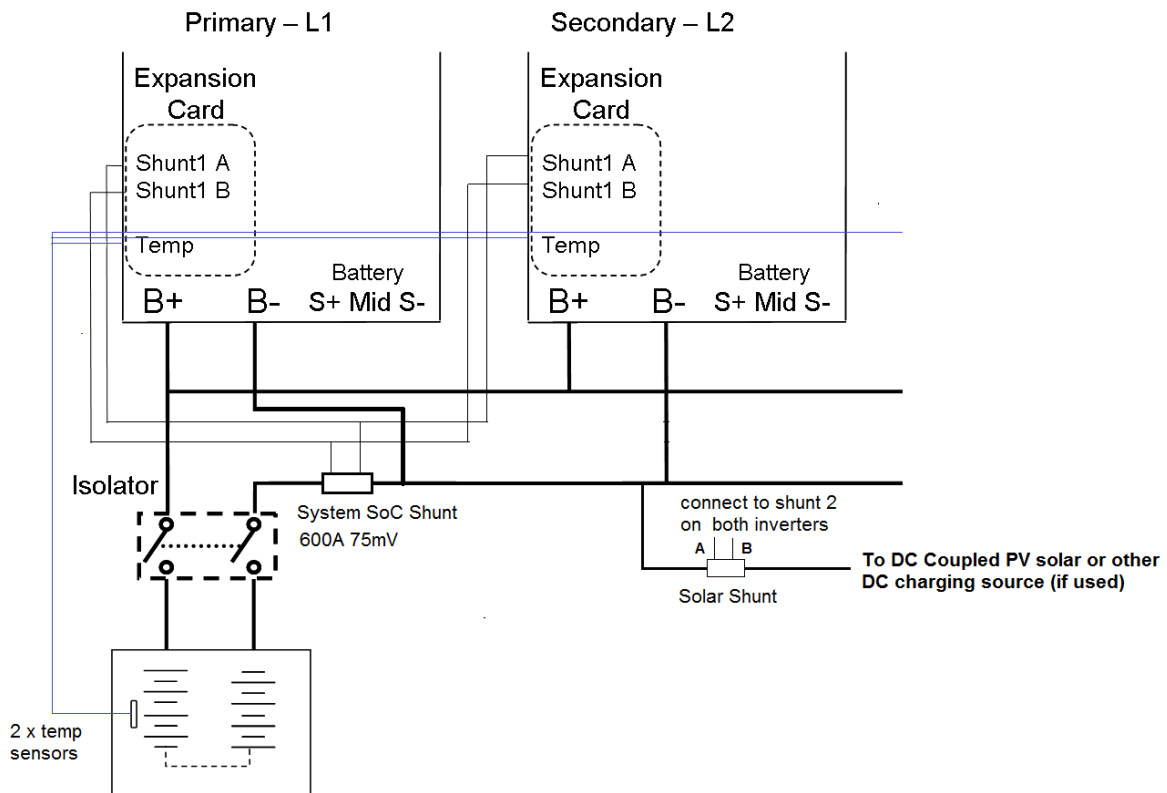 Primary – L1
Secondary – L2
Expansion
Card
Shunt1 A
Shunt1 B
Temp
Battery
B+ B- S+ Mid S-
Expansion
Card
Shunt1 A
Shunt1 B
Temp
Battery
B+ B- S+ Mid S-
Isolator
System SoC Shunt
600A 75mV
connect to shunt 2
on both inverters
A B
Solar Shunt
To DC Coupled PV solar or other
DC charging source (if used)
2 x temp
sensors